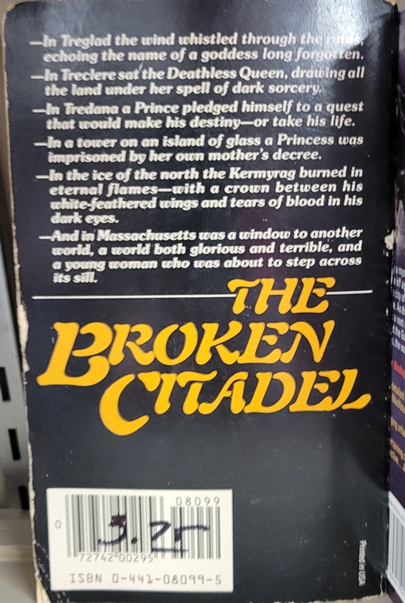 —In Treglad the wind whistled through the ruins,
echoing the name of a goddess long forgotten.
—In Treclere sat the Deathless Queen, drawing all
the land under her spell of dark sorcery.
—In Tredana a Prince pledged himself to a quest
that would make his destiny—or take his life.
—In a tower on an island of glass a Princess was
imprisoned by her own mother's decree.
—In the ice of the north the Kermyrag burned in
eternal flames—with a crown between his
white-feathered wings and tears of blood in his
dark eyes.
—And in Massachusetts was a window to another
world, a world both glorious and terrible, and
a young woman who was about to step across
its sill.
THE
BROKEN
CITADEL
08099
0
3.25
72742 00295
ISBN 0-441-08099-5
Printed in USA